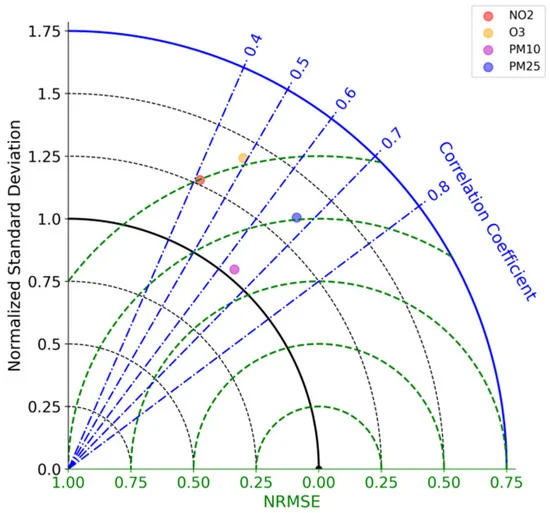 NO2
O3
PM10
PM25
1.75
1.5
1.25
1.0
0.75
0.5
0.25
0.0
Normalized Standard Deviation
0.4
0.5
0.6
0.7
0.8
Correlation Coefficient
1.00 0.75 0.50 0.25 0.00 0.25 0.50 0.75
NRMSE